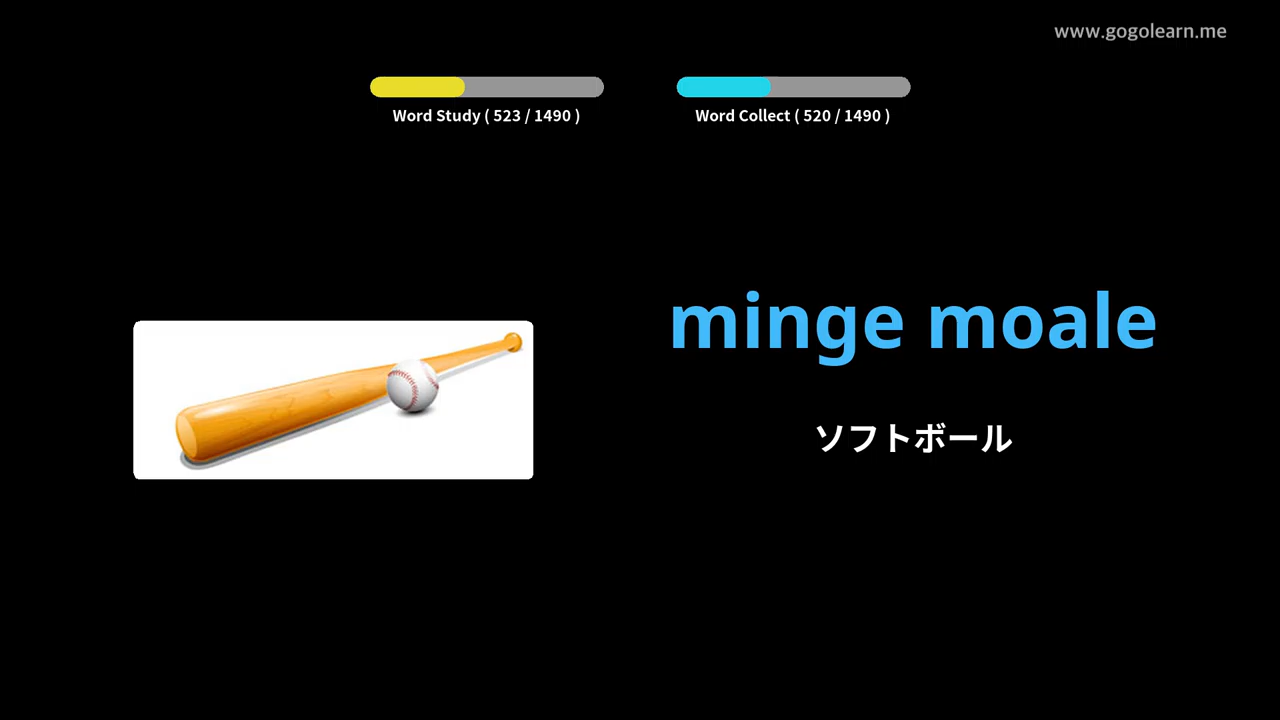 www.gogolearn.me
Word Study ( 523 / 1490 )
Word Collect ( 520 / 1490 )
minge moale
ソフトボール